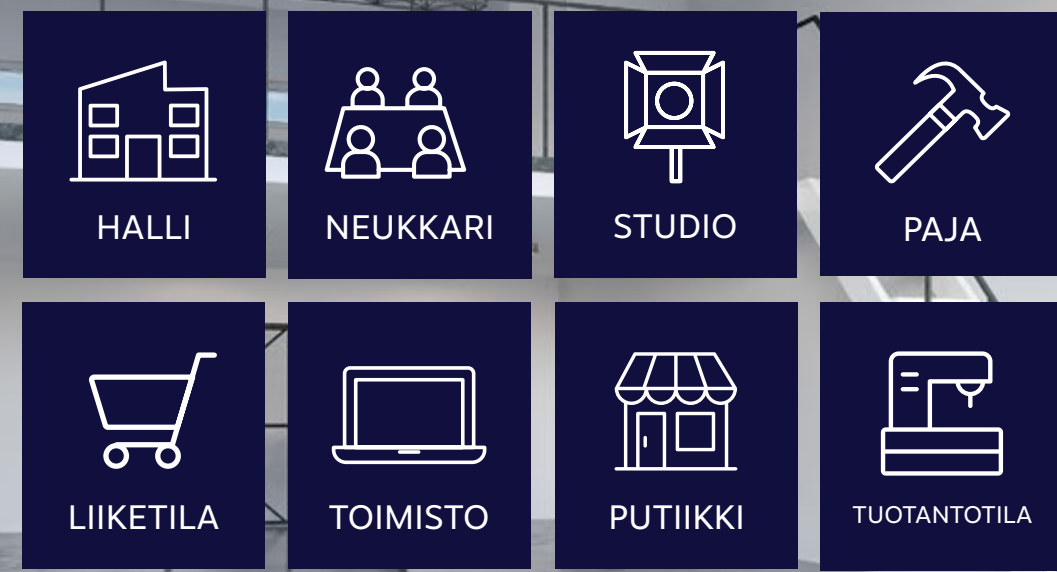 HALLI
NEUKKARI
STUDIO
PAJA
LIIKETILA
TOIMISTO
PUTIIKKI
TUOTANTOTILA